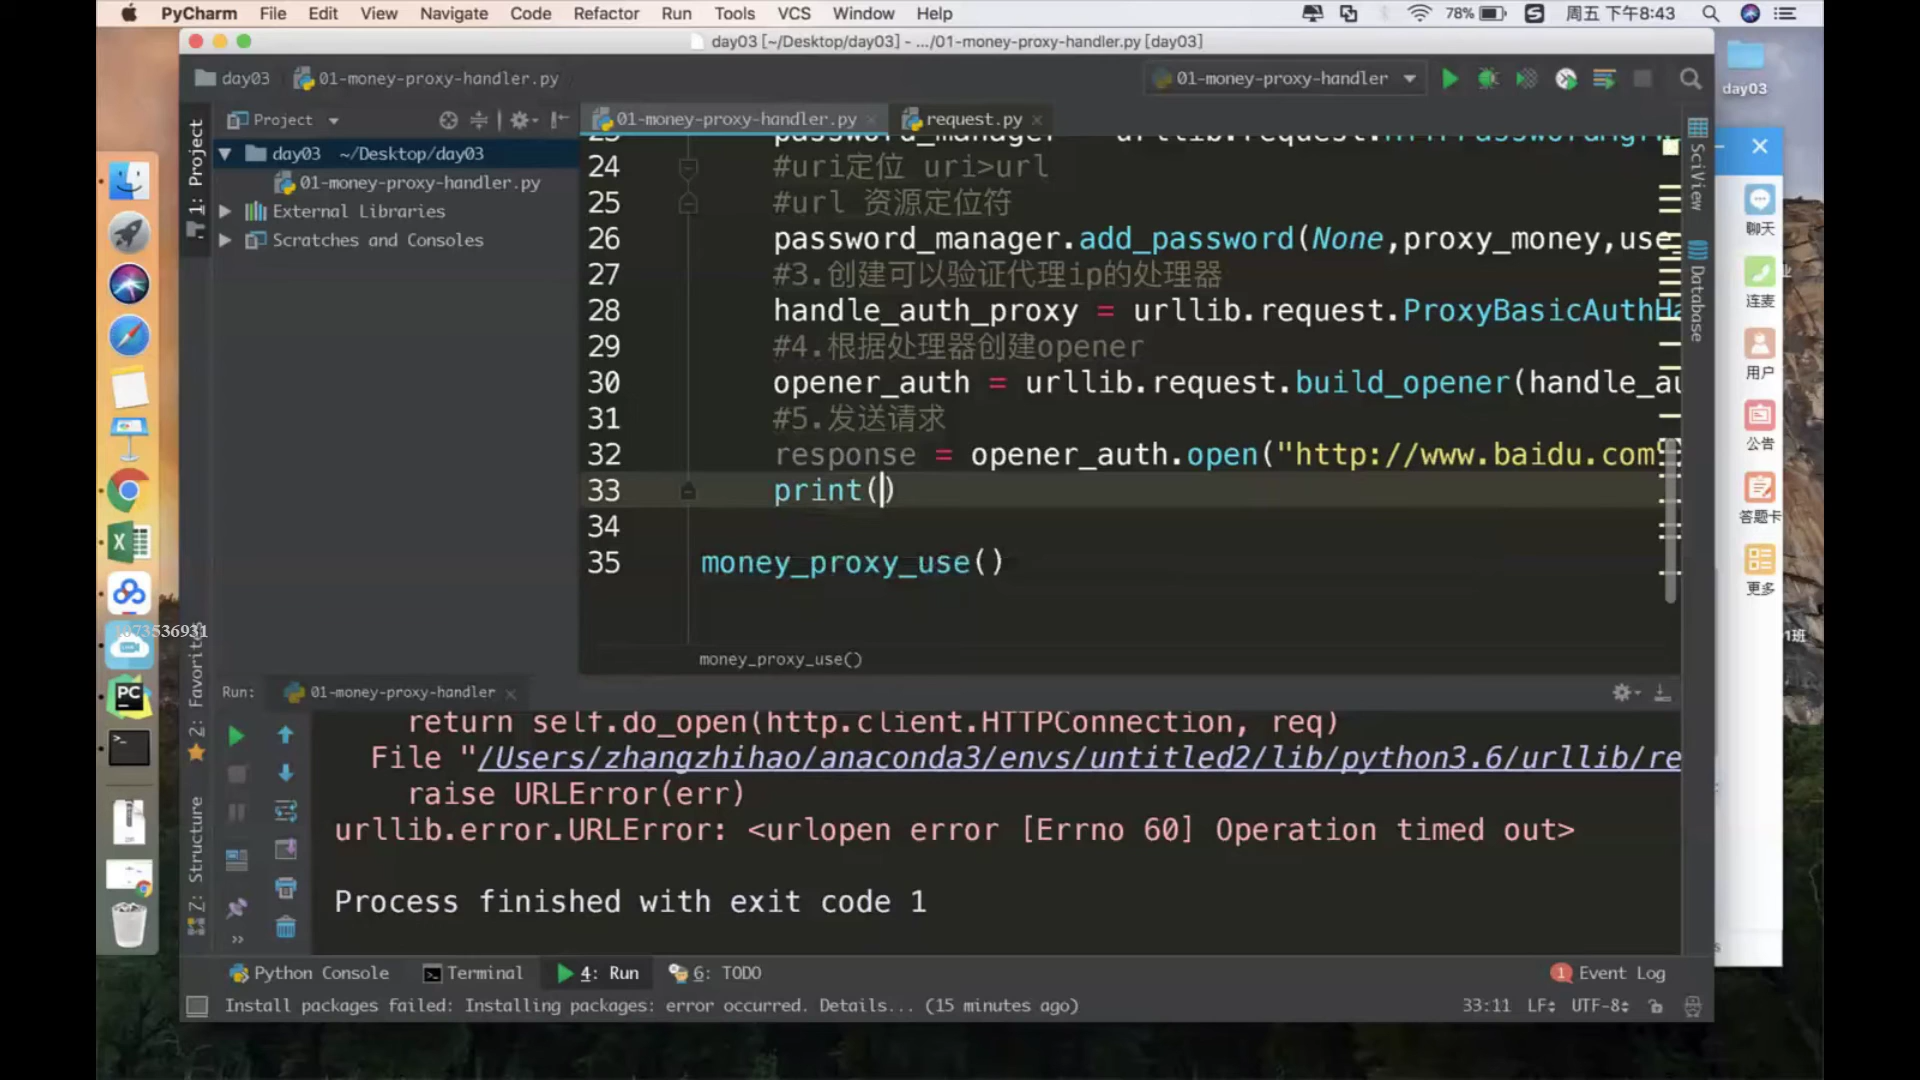 PyCharm File Edit View Navigate Code Refactor Run Tools VCS Window Help 78% 周五 下午8:43
day03 [~/Desktop/day03] - .../01-money-proxy-handler.py [day03]
day03 01-money-proxy-handler.py 01-money-proxy-handler
day03
Project
01-money-proxy-handler.py
request.py
1: Project
day03 ~/Desktop/day03
01-money-proxy-handler.py
External Libraries
Scratches and Consoles
24 #uri定位 uri>url
25 #url 资源定位符
26 password_manager.add_password(None,proxy_money,use
27 #3.创建可以验证代理ip的处理器
28 handle_auth_proxy = urllib.request.ProxyBasicAuthHa
29 #4.根据处理器创建opener
30 opener_auth = urllib.request.build_opener(handle_au
31 #5.发送请求
32 response = opener_auth.open("http://www.baidu.com"
33 print()
34
35 money_proxy_use()
money_proxy_use()
SciView
Database
聊天
连麦
用户
公告
答题卡
更多
1班
1073536931
2: Favorites
7: Structure
Run: 01-money-proxy-handler
return self.do_open(http.client.HTTPConnection, req)
File "/Users/zhangzhihao/anaconda3/envs/untitled2/lib/python3.6/urllib/re
raise URLError(err)
urllib.error.URLError: <urlopen error [Errno 60] Operation timed out>
Process finished with exit code 1
Python Console Terminal 4: Run 6: TODO 1 Event Log
Install packages failed: Installing packages: error occurred. Details... (15 minutes ago) 33:11 LF UTF-8